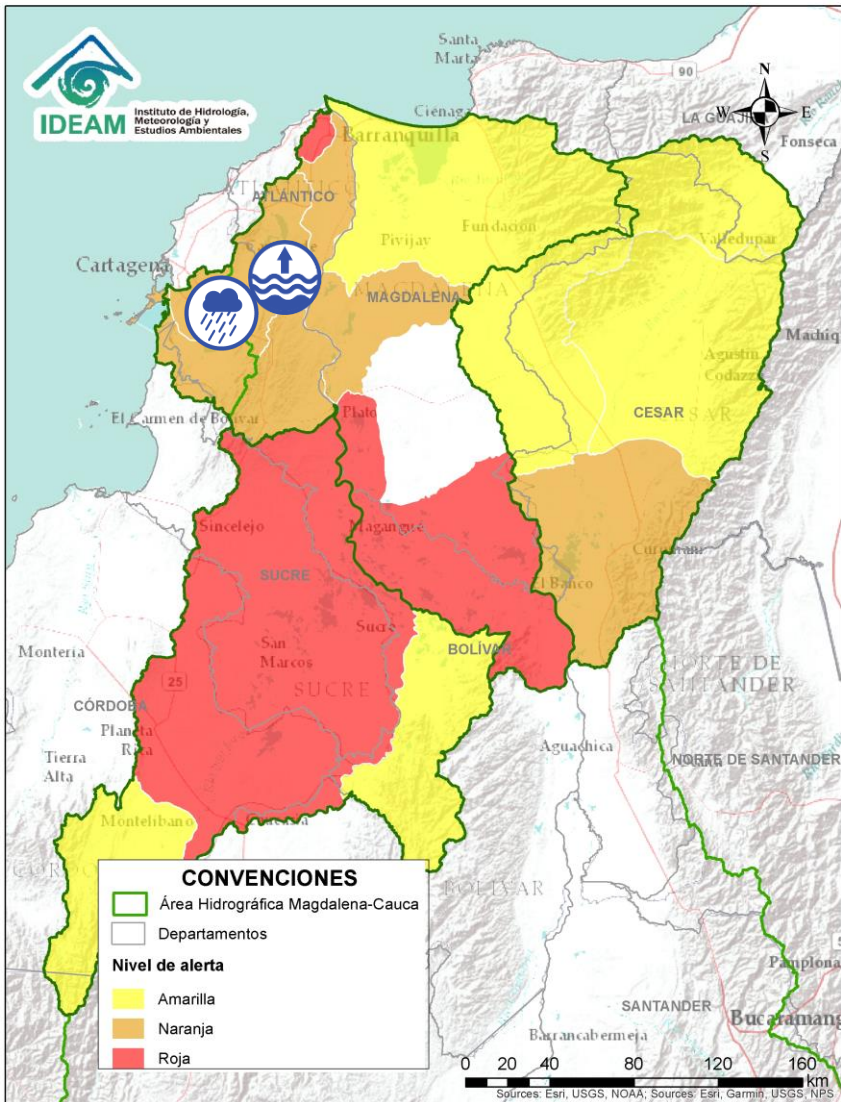 IDEAM
Instituto de Hidrología,
Meteorología y
Estudios Ambientales
Santa
Marta
90
N
W
E
S
Ciénaga
LA GUAJIR
Fonseca
Barranquilla
ATLÁNTICO
Fundación
Pivijay
Valledupar
Cartagena
MAGDALENA
Agustín
Codazzi
Machiq
CESAR
El Carmen de Bolívar
Plato
Sincelejo
Magangué
SUCRE
El Banco
Sucre
San
Marcos
BOLÍVAR
Montería
SUCRE
25
NORTE DE
SANTANDER
CÓRDOBA
Planeta
Rica
Aguachica
NORTE DE SANTANDER
Tierra
Alta
Montelíbano
BOLÍVAR
CONVENCIONES
Área Hidrográfica Magdalena-Cauca
Departamentos
Nivel de alerta
Amarilla
Naranja
Roja
Pamplona
SANTANDER
Bucaramang
Barrancabermeja
0 20 40 80 120 160
km
Sources: Esri, USGS, NOAA; Sources: Esri, Garmin, USGS, NPS